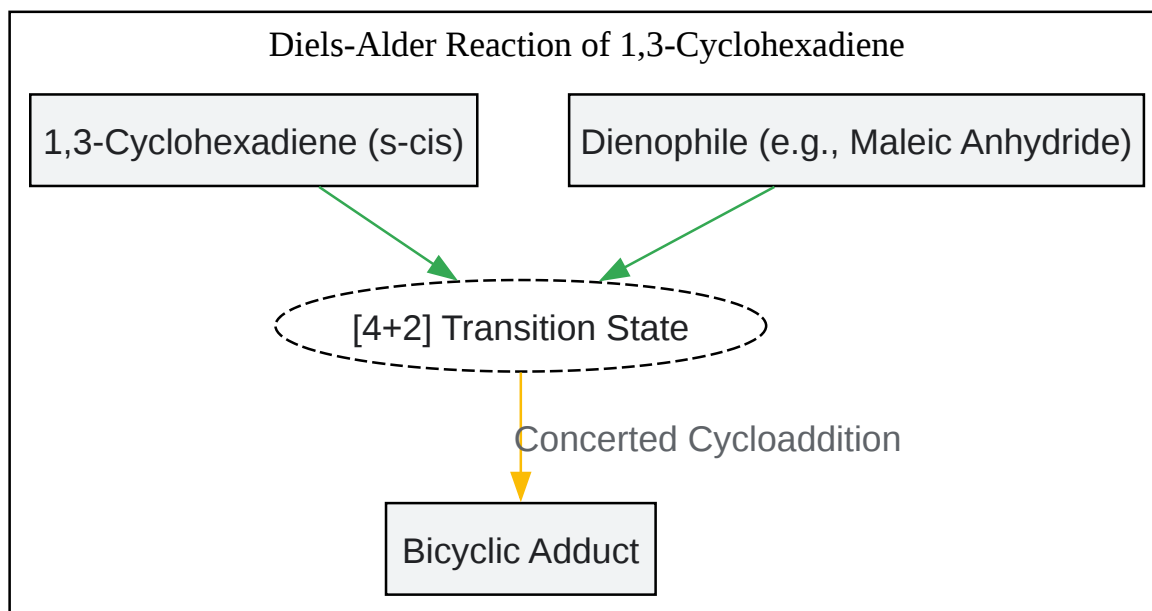 Diels-Alder Reaction of 1,3-Cyclohexadiene
1,3-Cyclohexadiene (s-cis)
Dienophile (e.g., Maleic Anhydride)
[4+2] Transition State
Concerted Cycloaddition
Bicyclic Adduct